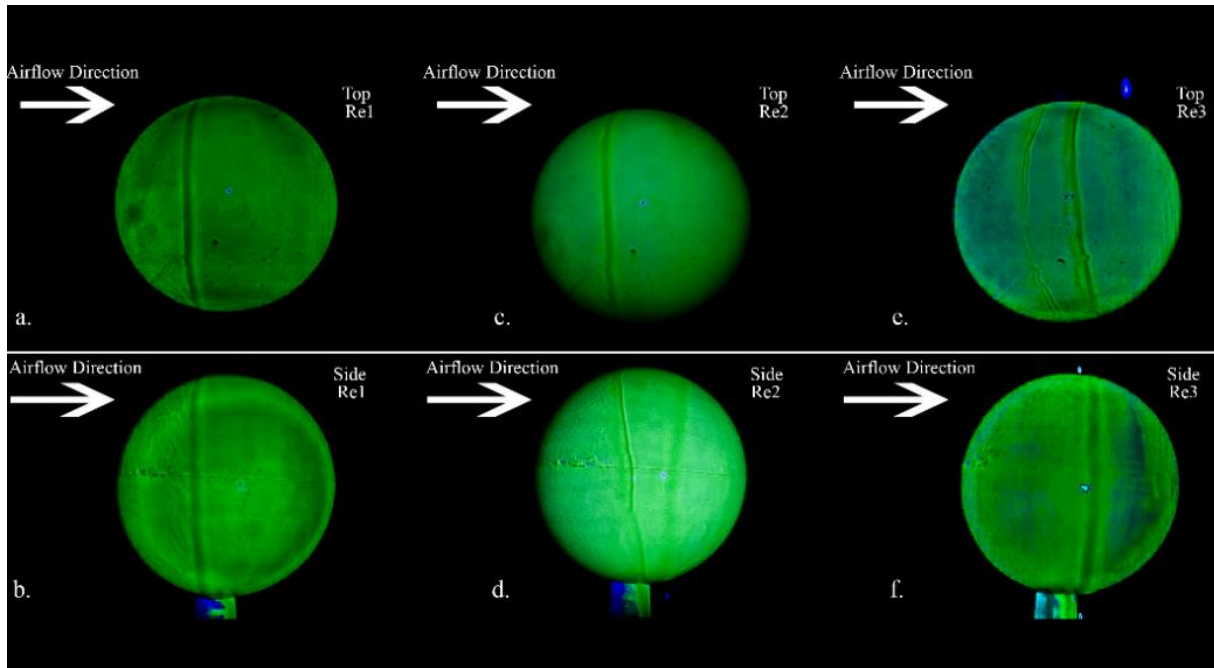 Airflow Direction
Top
Re1
a.
Airflow Direction
Top
Re2
c.
Airflow Direction
Top
Re3
e.
Airflow Direction
Side
Re1
b.
Airflow Direction
Side
Re2
d.
Airflow Direction
Side
Re3
f.